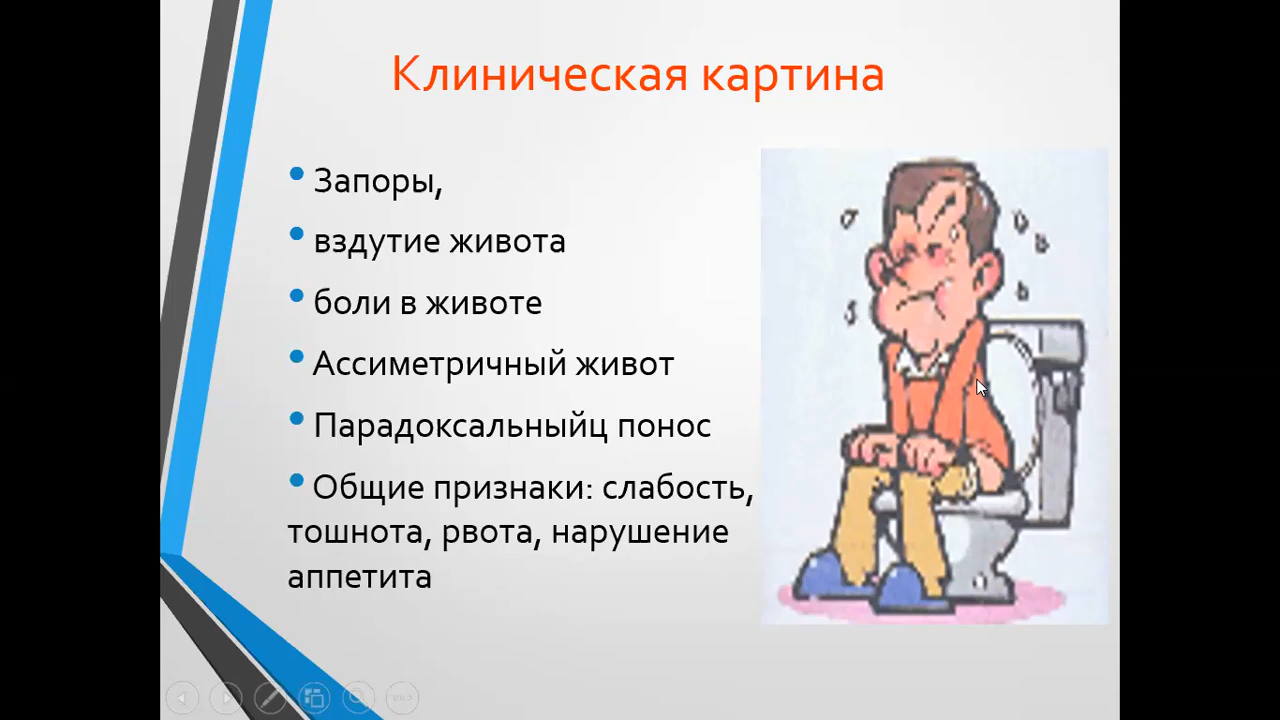 Клиническая картина
Запоры,
вздутие живота
боли в животе
Ассиметричный живот
Парадоксальныйц понос
Общие признаки: слабость,
тошнота, рвота, нарушение
аппетита